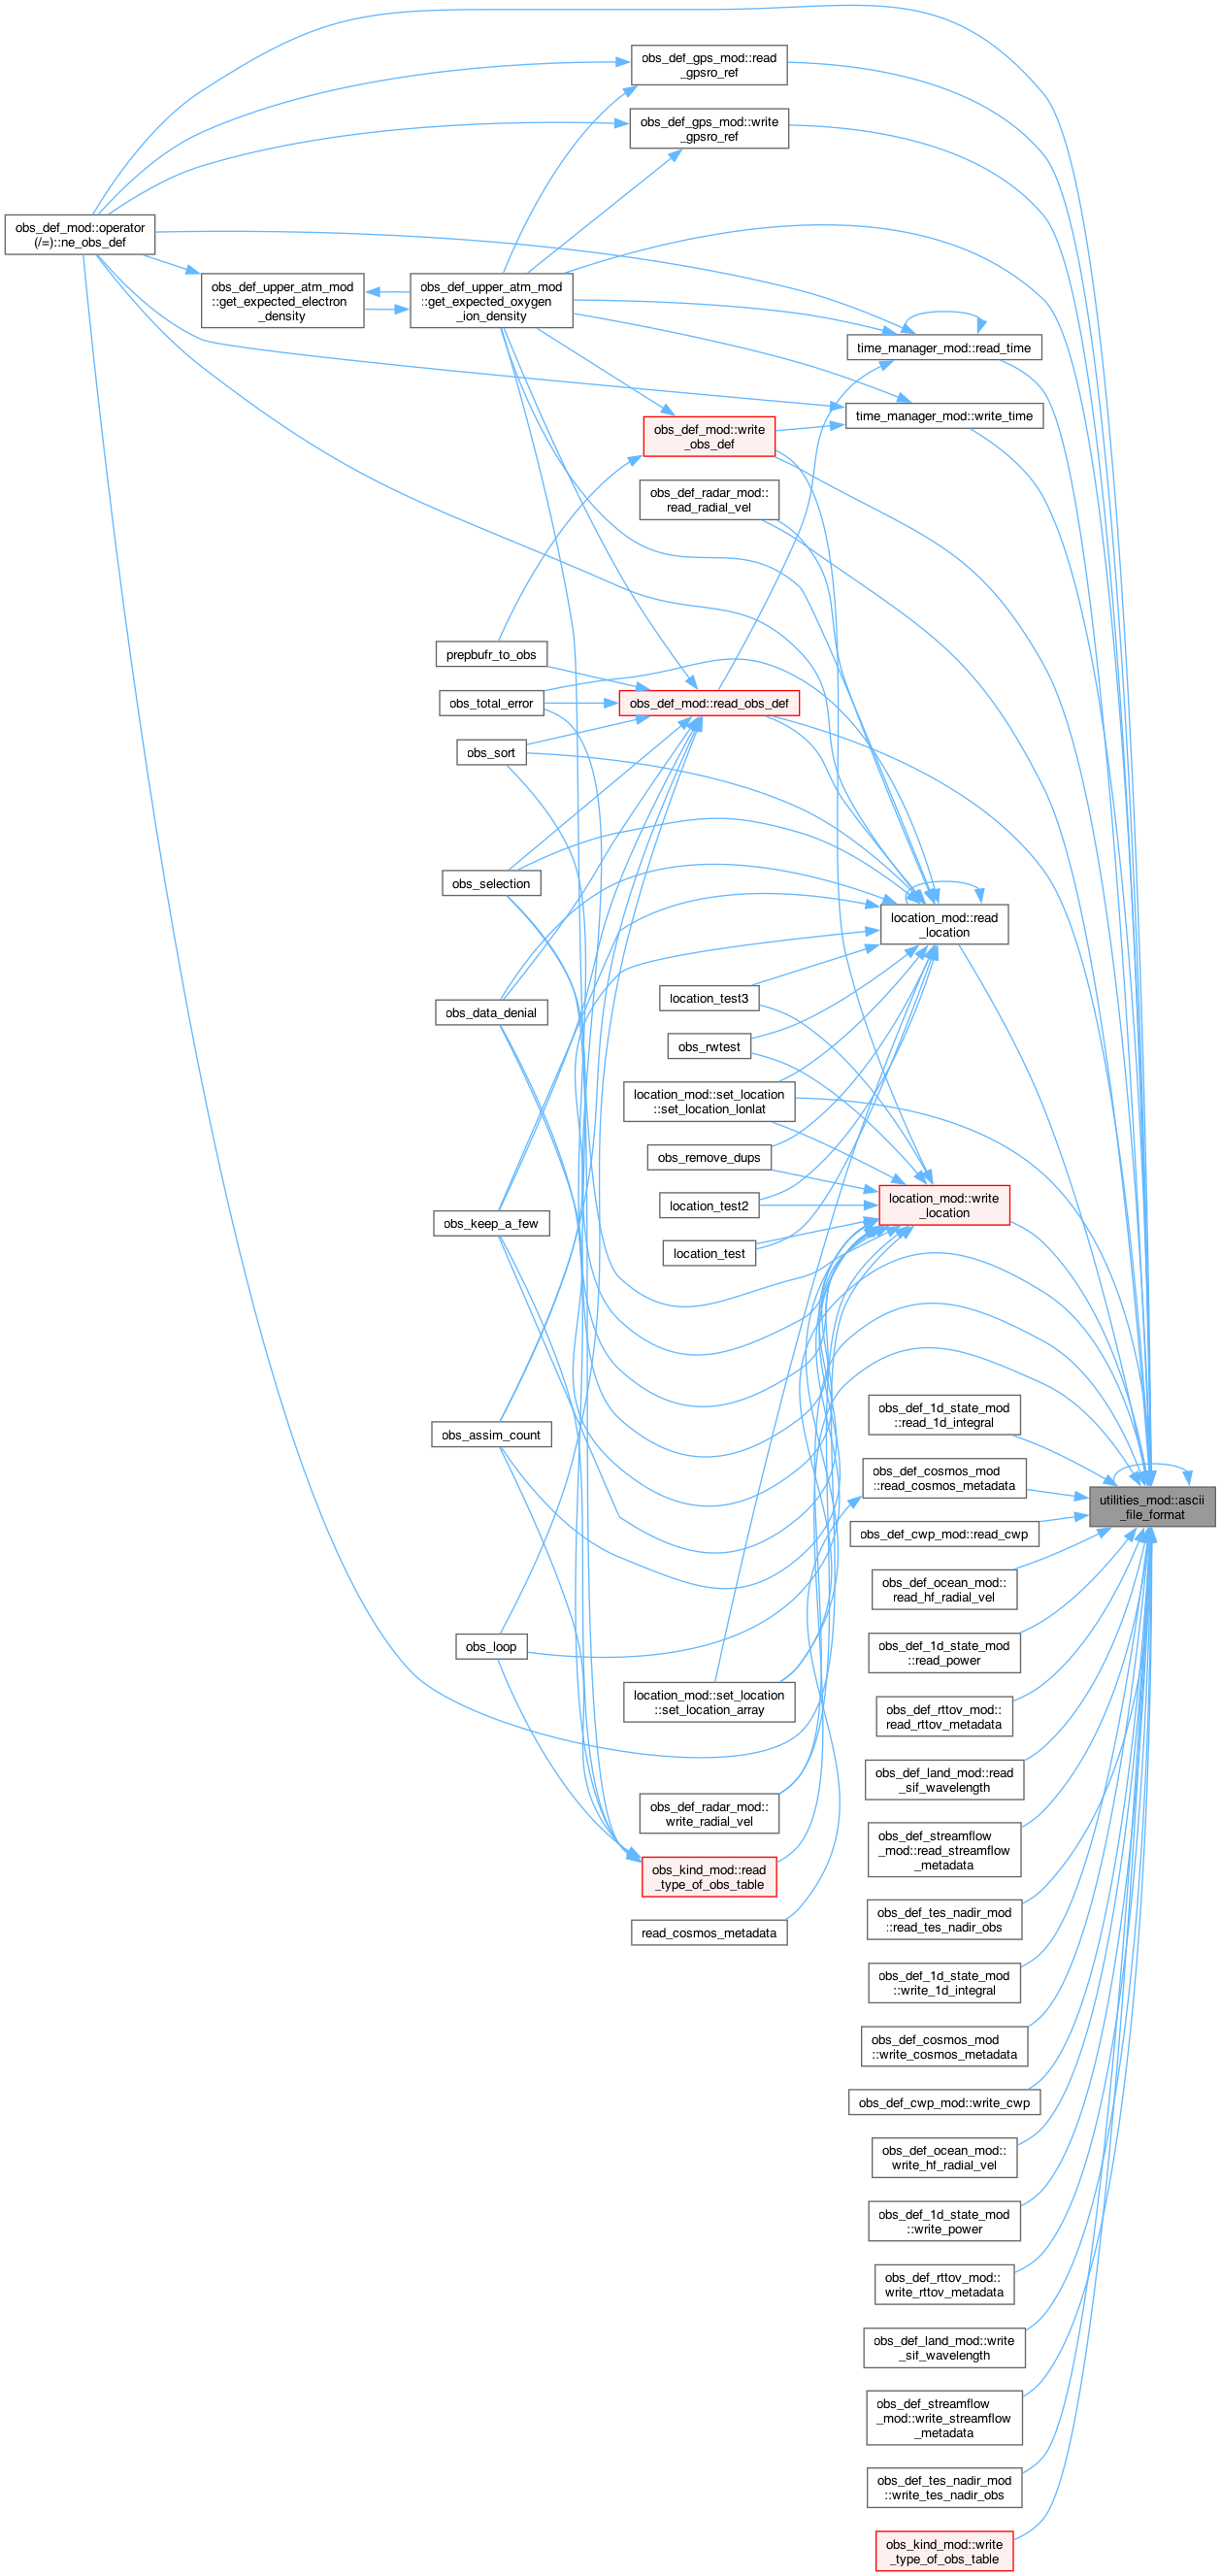 obs_def_gps_mod::read
_gpsro_ref
obs_def_gps_mod::write
_gpsro_ref
obs_def_mod::operator
(/=)::ne_obs_def
obs_def_upper_atm_mod
::get_expected_electron
_density
obs_def_upper_atm_mod
::get_expected_oxygen
_ion_density
time_manager_mod::read_time
time_manager_mod::write_time
obs_def_mod::write
_obs_def
obs_def_radar_mod::
read_radial_vel
prepbufr_to_obs
obs_total_error
obs_def_mod::read_obs_def
obs_sort
obs_selection
location_mod::read
_location
location_test3
obs_data_denial
obs_rwtest
location_mod::set_location
::set_location_lonlat
obs_remove_dups
location_test2
location_mod::write
_location
obs_keep_a_few
location_test
obs_def_1d_state_mod
::read_1d_integral
obs_assim_count
obs_def_cosmos_mod
::read_cosmos_metadata
utilities_mod::ascii
_file_format
obs_def_cwp_mod::read_cwp
obs_def_ocean_mod::
read_hf_radial_vel
obs_loop
obs_def_1d_state_mod
::read_power
location_mod::set_location
::set_location_array
obs_def_rttov_mod::
read_rttov_metadata
obs_def_land_mod::read
_sif_wavelength
obs_def_radar_mod::
write_radial_vel
obs_def_streamflow
_mod::read_streamflow
_metadata
obs_kind_mod::read
_type_of_obs_table
obs_def_tes_nadir_mod
::read_tes_nadir_obs
read_cosmos_metadata
obs_def_1d_state_mod
::write_1d_integral
obs_def_cosmos_mod
::write_cosmos_metadata
obs_def_cwp_mod::write_cwp
obs_def_ocean_mod::
write_hf_radial_vel
obs_def_1d_state_mod
::write_power
obs_def_rttov_mod::
write_rttov_metadata
obs_def_land_mod::write
_sif_wavelength
obs_def_streamflow
_mod::write_streamflow
_metadata
obs_def_tes_nadir_mod
::write_tes_nadir_obs
obs_kind_mod::write
_type_of_obs_table